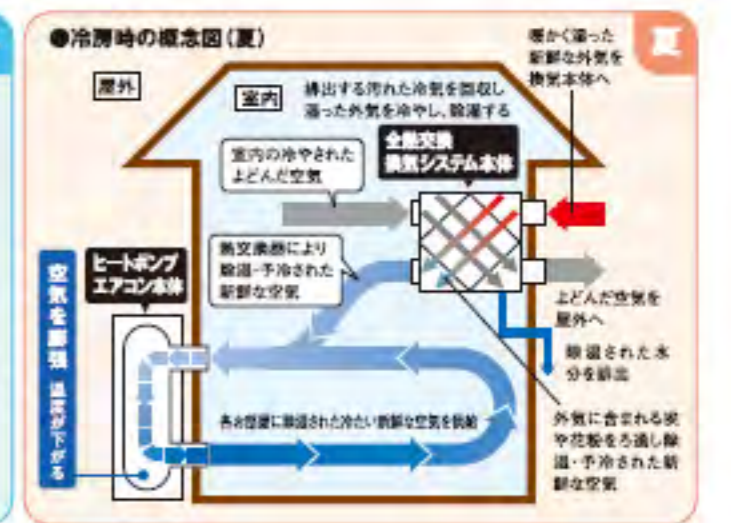 ●冷房時の概念図（夏）
夏
暖かく湿った
新鮮な外気を
換気本体へ
屋外
室内
排出する汚れた冷気を回収し
湿った外気を冷やし、除湿する
全熱交換
換気システム本体
室内の冷やされた
よどんだ空気
熱交換器により
除湿・予冷された
新鮮な空気
ヒートポンプ
エアコン本体
空気を膨張 温度が下がる
よどんだ空気を
屋外へ
除湿された水
分を排出
各お部屋に除湿された冷たい新鮮な空気を供給
外気に含まれる埃
や花粉をろ過し除
湿・予冷された新
鮮な空気